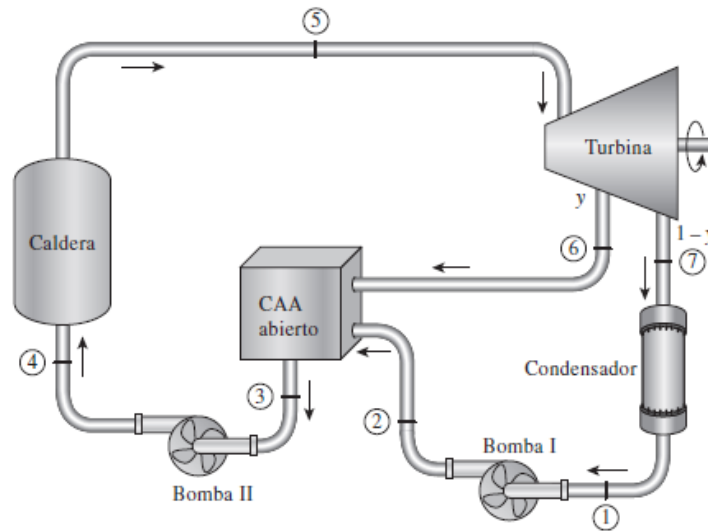 5
Turbina
y
1 – y
Caldera
6
7
CAA
abierto
Condensador
4
3
2
Bomba I
Bomba II
1